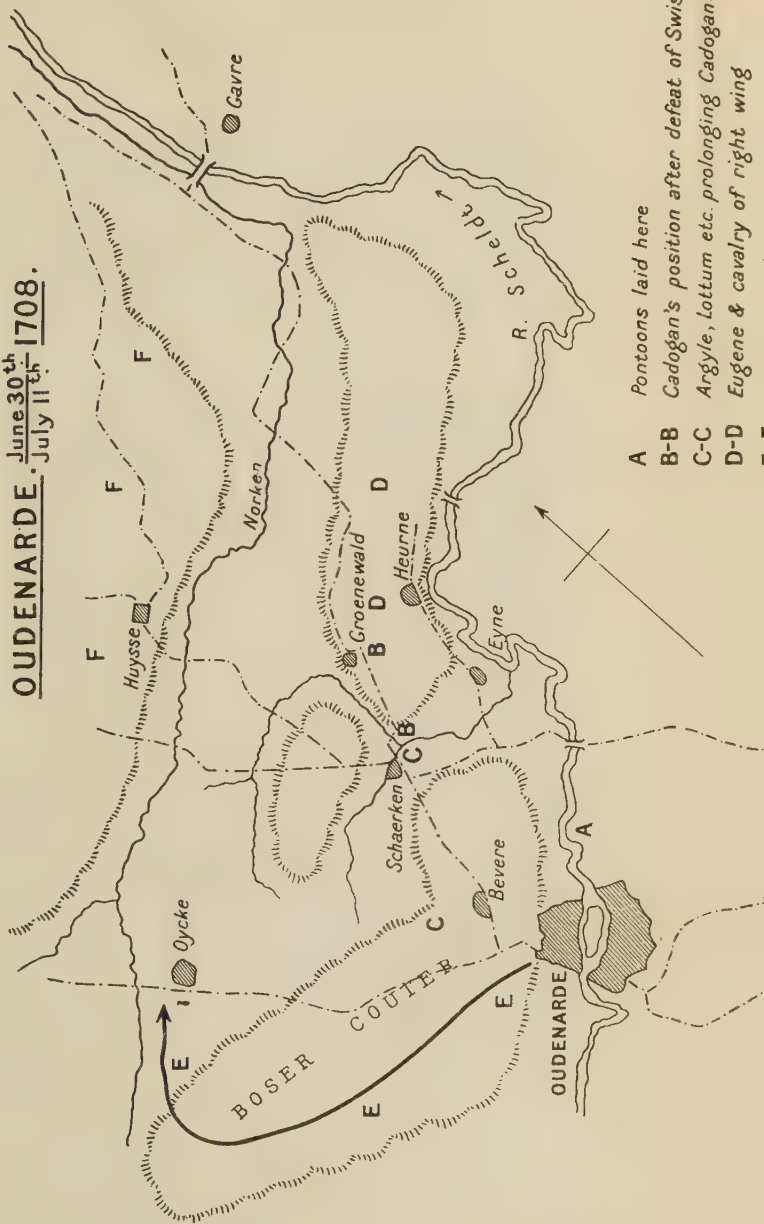 OUDENARDE. June 30th
July 11th. 1708.
Gavre
F
F
F
Huysse
Norken
R. Scheldt
D
D
Groenewald
Heurne
B
B
Eyne
C
Schaerken
Oycke
Bevere
C
A
E
E
E
BOSER COUTER
OUDENARDE
A Pontoons laid here
B-B Cadogan's position after defeat of Swis
C-C Argyle, Lottum etc. prolonging Cadogan
D-D Eugene & cavalry of right wing